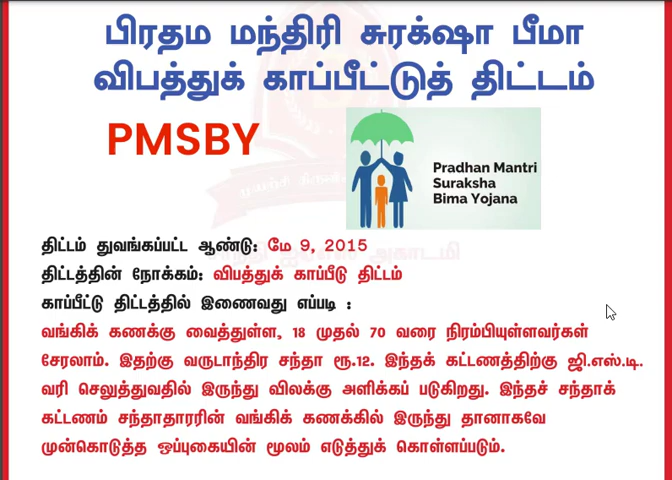 பிரதம மந்திரி சுரக்ஷா பீமா
விபத்துக் காப்பீட்டுத் திட்டம்
PMSBY
Pradhan Mantri
Suraksha
Bima Yojana
திட்டம் துவங்கப்பட்ட ஆண்டு: மே 9, 2015
திட்டத்தின் நோக்கம்: விபத்துக் காப்பீடு திட்டம்
காப்பீட்டு திட்டத்தில் இணைவது எப்படி :
வங்கிக் கணக்கு வைத்துள்ள, 18 முதல் 70 வரை நிரம்பியுள்ளவர்கள்
சேரலாம். இதற்கு வருடாந்திர சந்தா ரூ.12. இந்தக் கட்டணத்திற்கு ஜி.எஸ்.டி.
வரி செலுத்துவதில் இருந்து விலக்கு அளிக்கப் படுகிறது. இந்தச் சந்தாக்
கட்டணம் சந்தாதாரரின் வங்கிக் கணக்கில் இருந்து தானாகவே
முன்கொடுத்த ஒப்புகையின் மூலம் எடுத்துக் கொள்ளப்படும்.